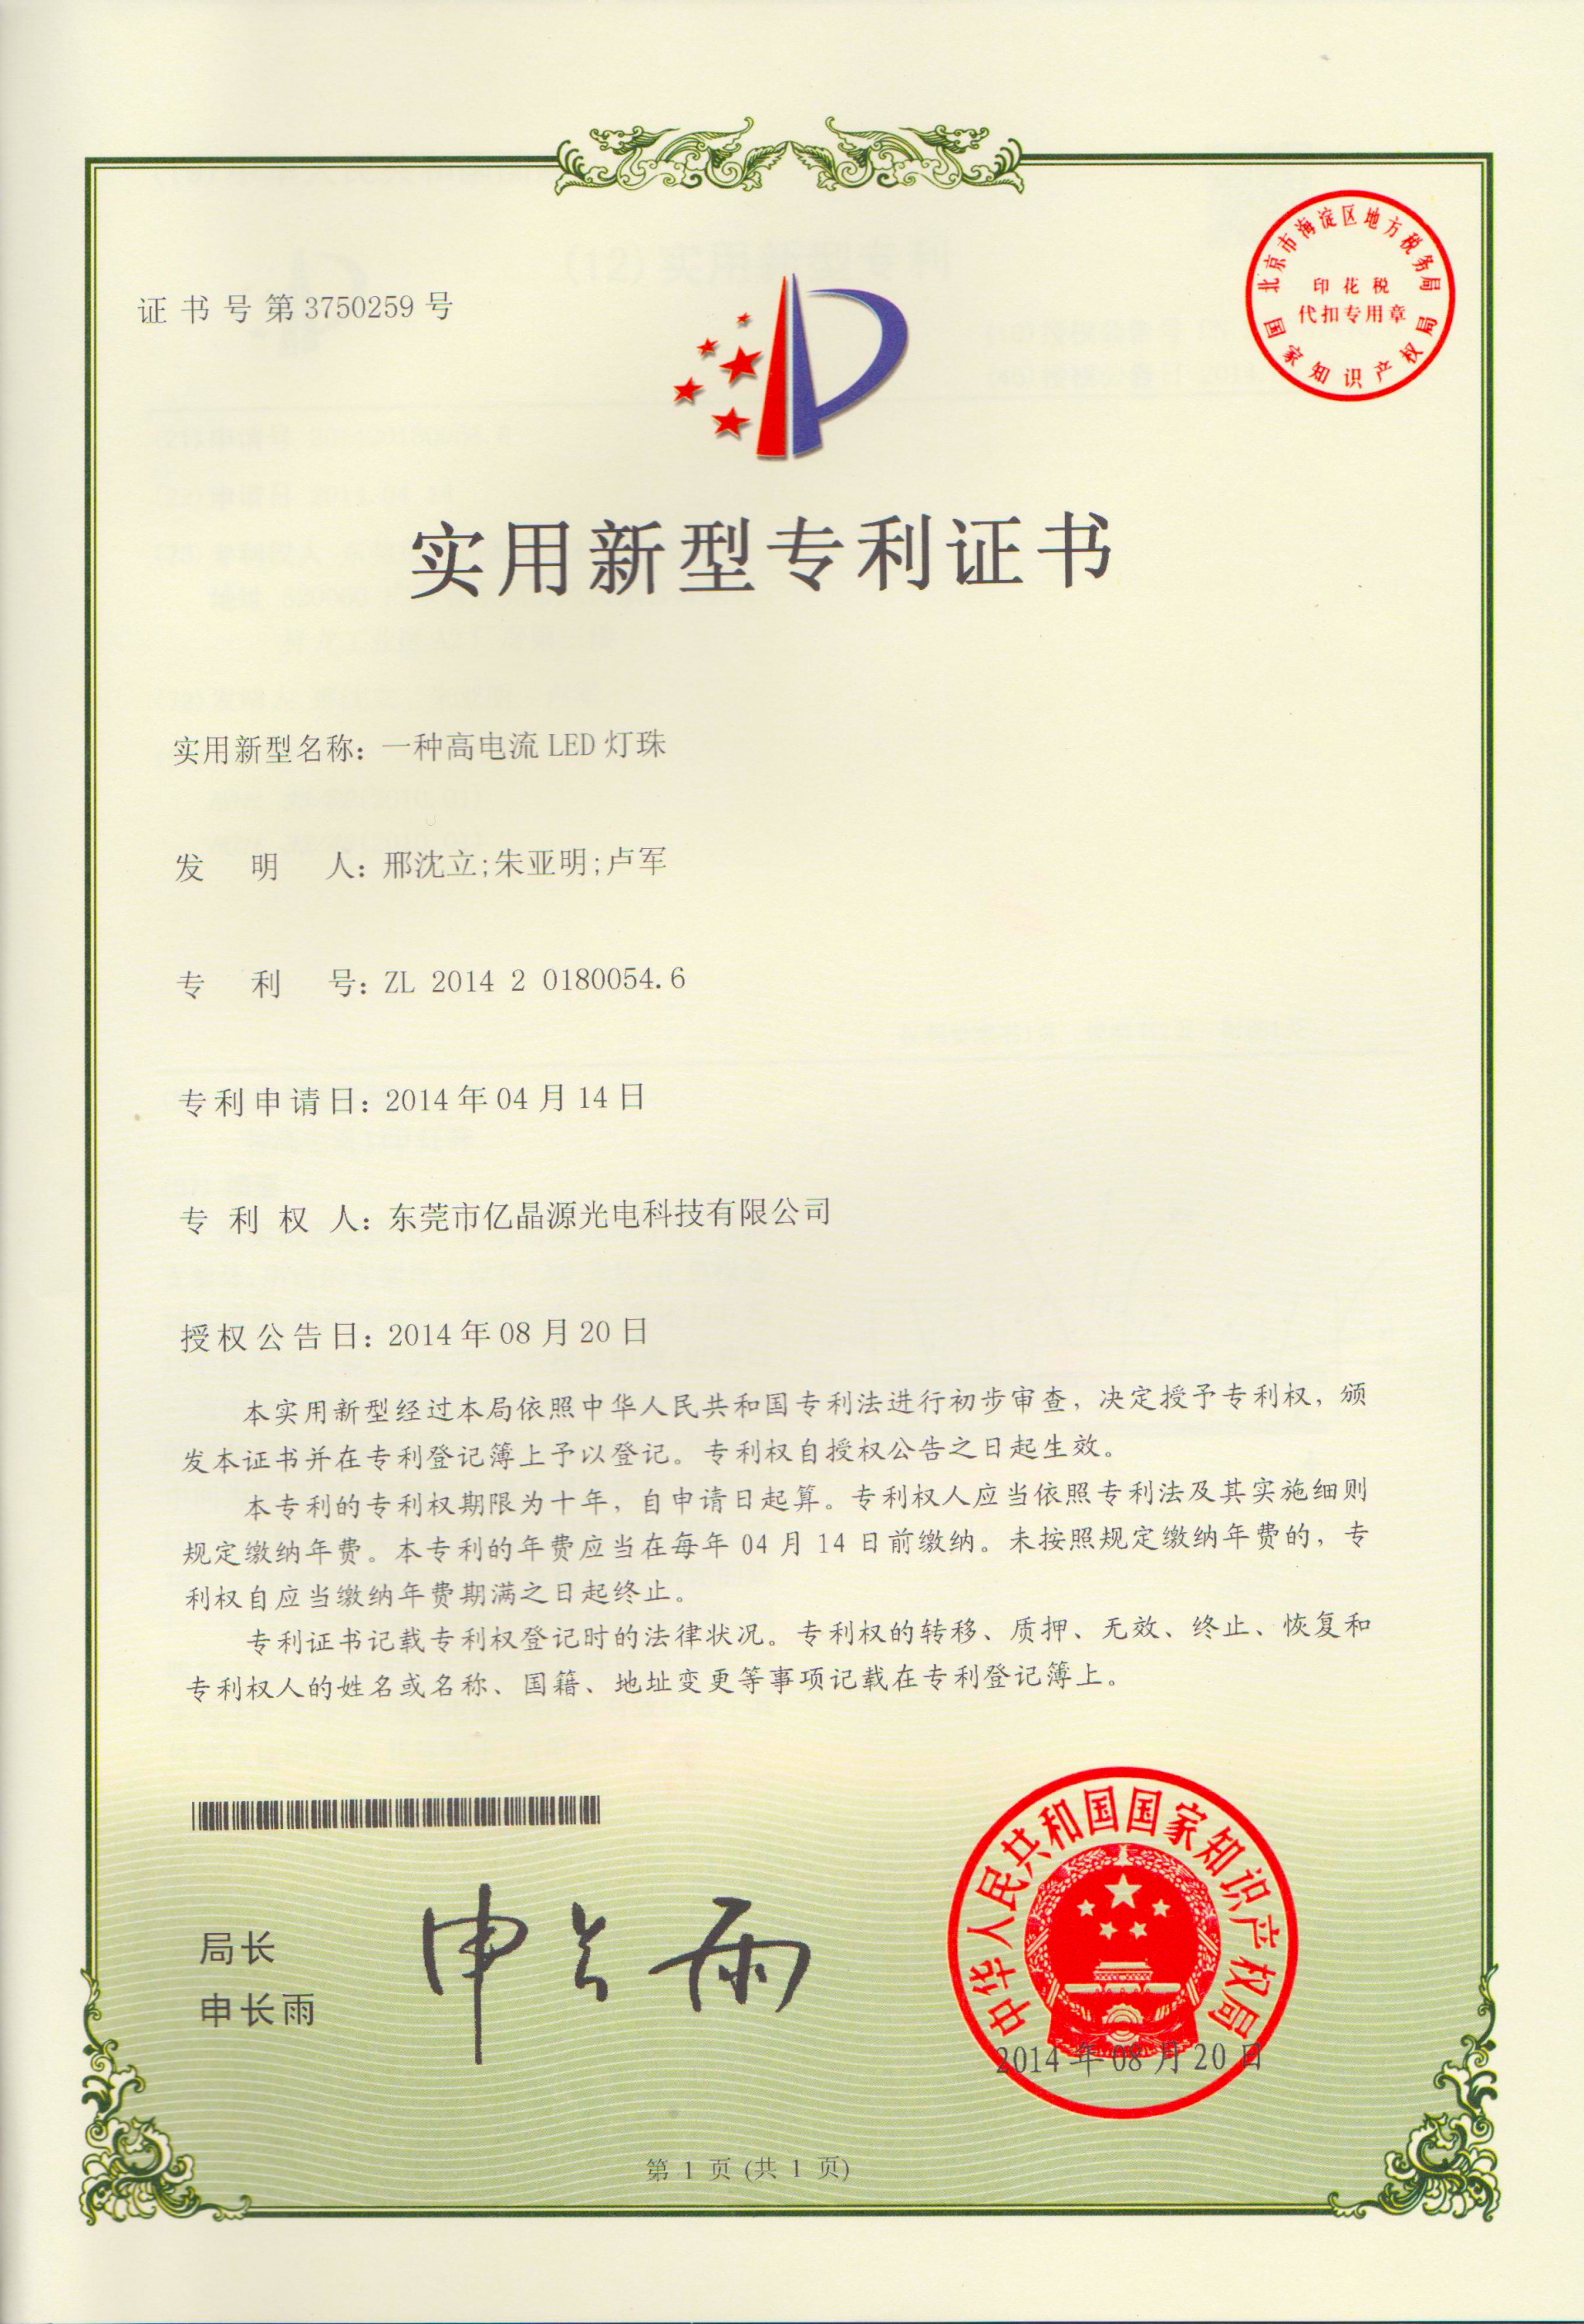 证书号第3750259号
北京市海淀区地方税务局
印花税
代扣专用章
国家知识产权局
实用新型专利证书
实用新型名称：一种高电流LED灯珠
发明人：邢沈立;朱亚明;卢军
专利号：ZL 2014 2 0180054.6
专利申请日：2014年04月14日
专利权人：东莞市亿晶源光电科技有限公司
授权公告日：2014年08月20日
本实用新型经过本局依照中华人民共和国专利法进行初步审查，决定授予专利权，颁
发本证书并在专利登记簿上予以登记。专利权自授权公告之日起生效。
本专利的专利权期限为十年，自申请日起算。专利权人应当依照专利法及其实施细则
规定缴纳年费。本专利的年费应当在每年04月14日前缴纳。未按照规定缴纳年费的，专
利权自应当缴纳年费期满之日起终止。
专利证书记载专利权登记时的法律状况。专利权的转移、质押、无效、终止、恢复和
专利权人的姓名或名称、国籍、地址变更等事项记载在专利登记簿上。
局长
申长雨
申长雨
中华人民共和国国家知识产权局
2014年08月20日
第 1 页 (共 1 页)